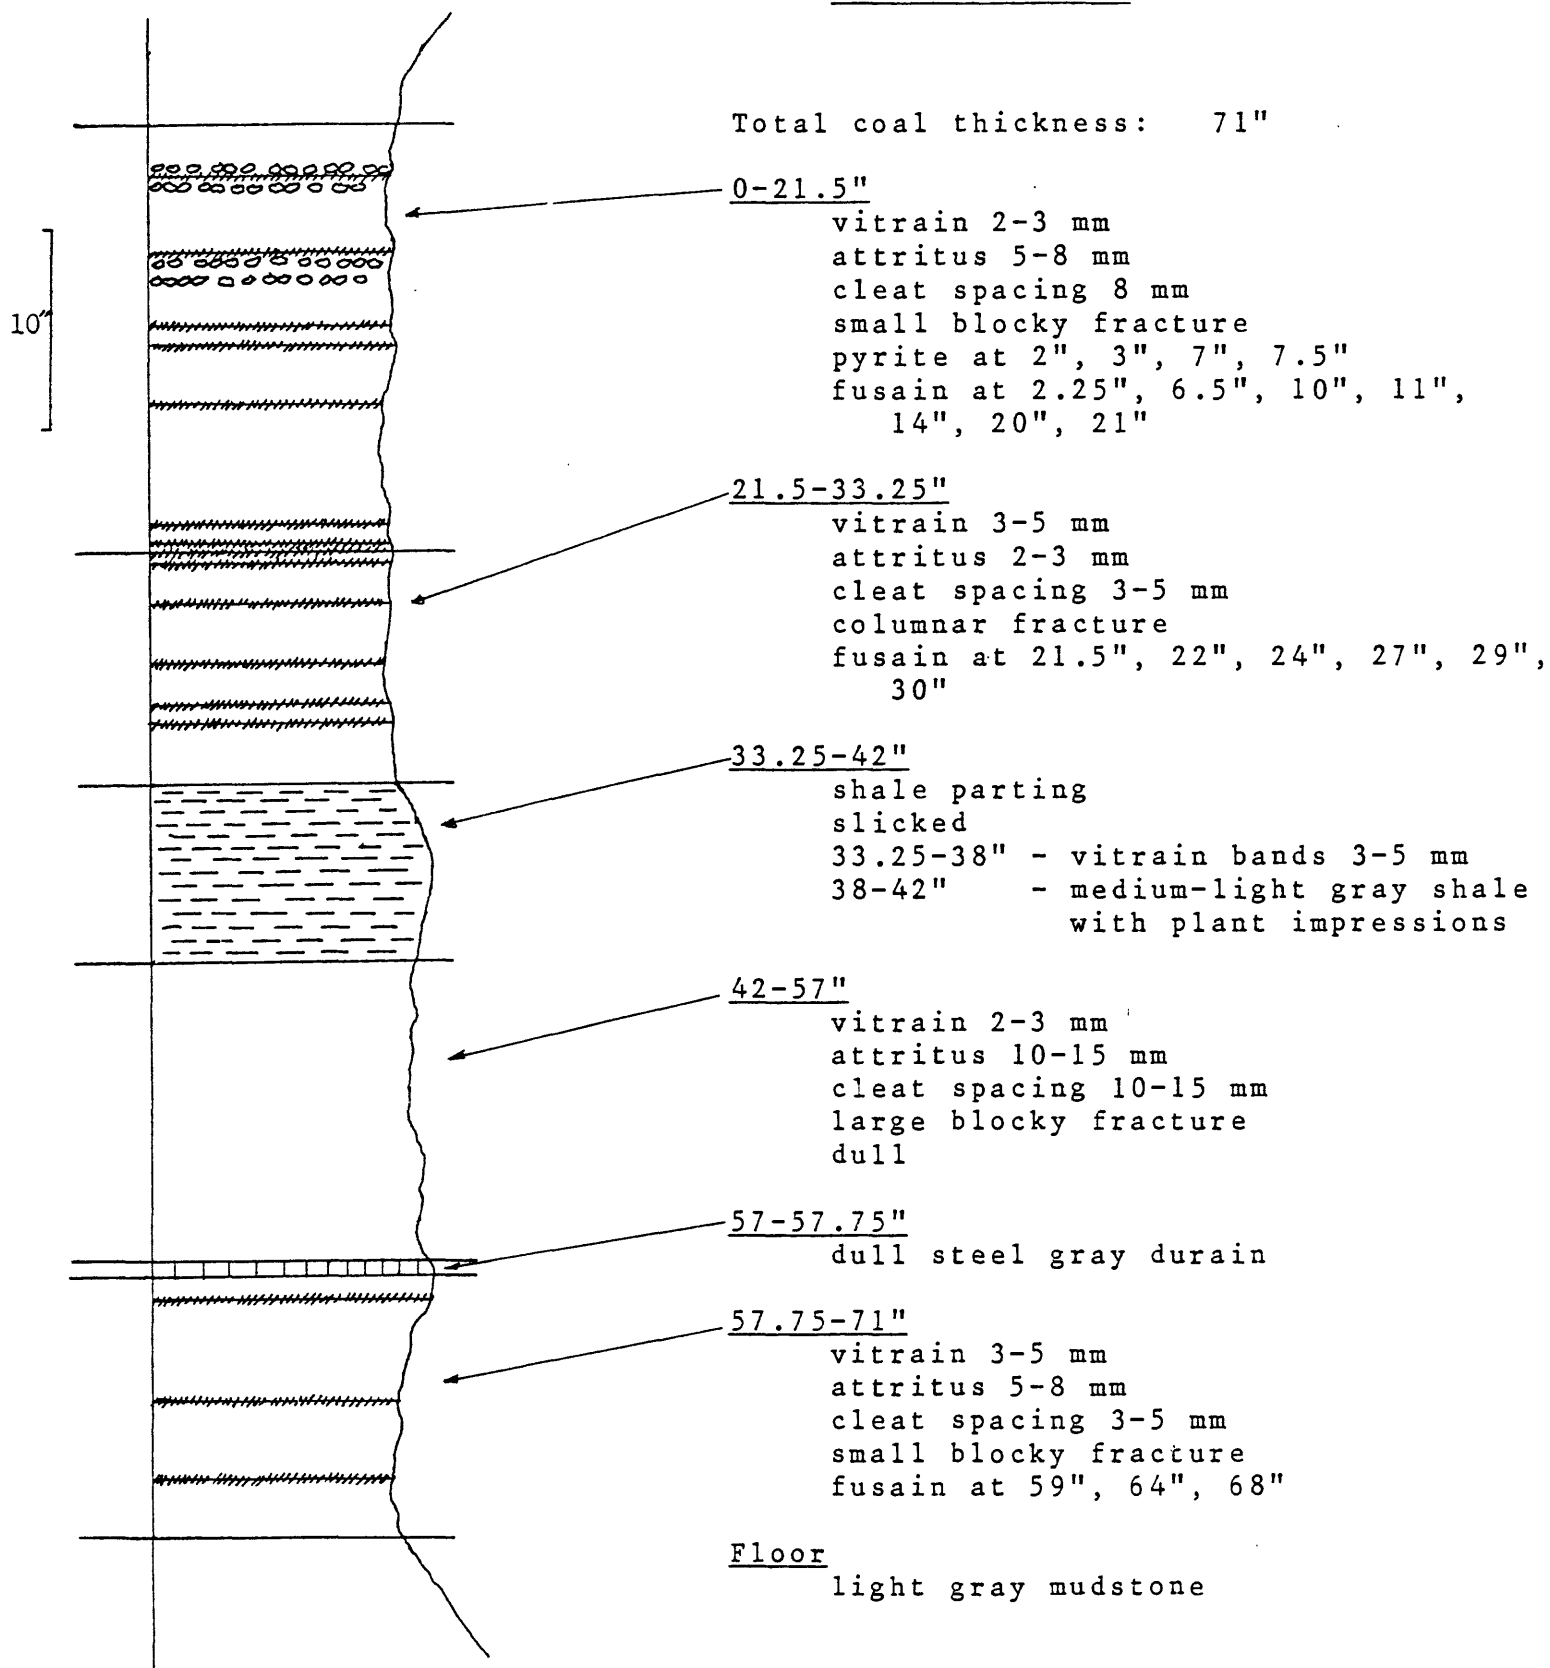 Total coal thickness: 71"
0-21.5"
vitrain 2-3 mm
attritus 5-8 mm
cleat spacing 8 mm
small blocky fracture
pyrite at 2", 3", 7", 7.5"
fusain at 2.25", 6.5", 10", 11",
14", 20", 21"
10"
21.5-33.25"
vitrain 3-5 mm
attritus 2-3 mm
cleat spacing 3-5 mm
columnar fracture
fusain at 21.5", 22", 24", 27", 29",
30"
33.25-42"
shale parting
slicked
33.25-38" - vitrain bands 3-5 mm
38-42" - medium-light gray shale
with plant impressions
42-57"
vitrain 2-3 mm
attritus 10-15 mm
cleat spacing 10-15 mm
large blocky fracture
dull
57-57.75"
dull steel gray durain
57.75-71"
vitrain 3-5 mm
attritus 5-8 mm
cleat spacing 3-5 mm
small blocky fracture
fusain at 59", 64", 68"
Floor
light gray mudstone